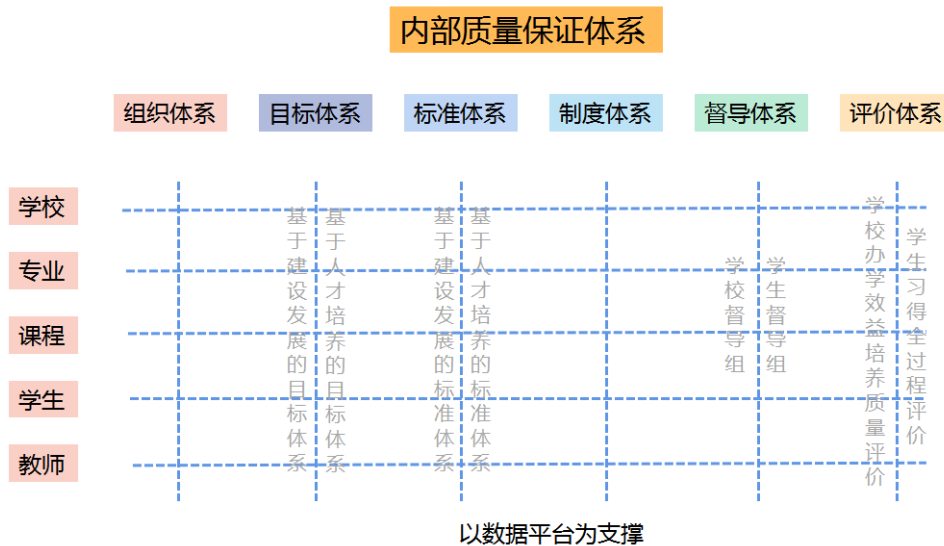 内部质量保证体系
组织体系
目标体系
标准体系
制度体系
督导体系
评价体系
学校
专业
课程
学生
教师
基于建设发展的目标体系
基于人才培养的目标体系
基于建设发展的标准体系
基于人才培养的标准体系
学校督导组
学生督导组
学校办学效益培养质量评价
学生习得全过程评价
以数据平台为支撑